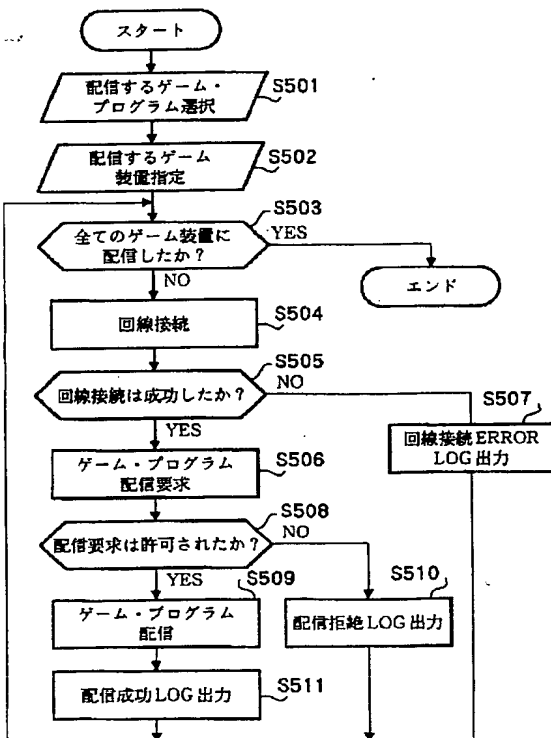 スタート
配信するゲーム・
プログラム選択
S501
配信するゲーム
装置指定
S502
全てのゲーム装置に
配信したか?
S503
YES
NO
エンド
回線接続
S504
回線接続は成功したか?
S505
NO
YES
S507
回線接続ERROR
LOG出力
ゲーム・プログラム
配信要求
S506
配信要求は許可されたか?
S508
NO
YES
ゲーム・プログラム
配信
S509
S510
配信拒絶LOG出力
配信成功LOG出力
S511